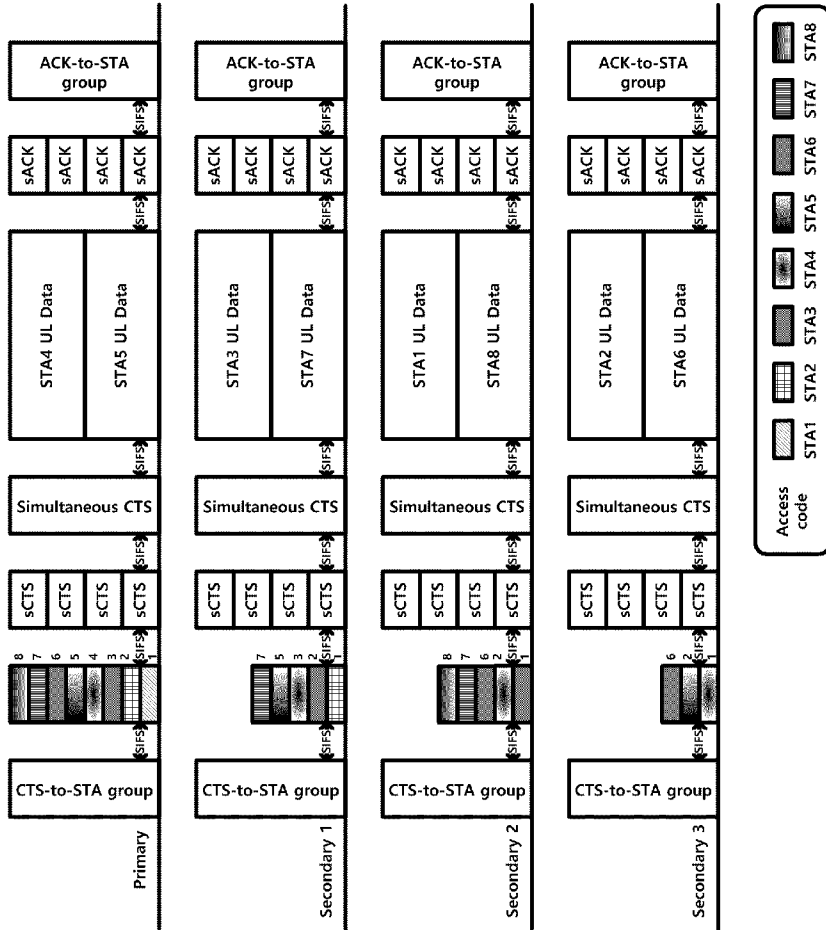 Primary
CTS-to-STA group
SIFS
8
7
6
5
4
3
2
1
SIFS
sCTS
sCTS
sCTS
sCTS
SIFS
Simultaneous CTS
SIFS
STA4 UL Data
STA5 UL Data
SIFS
sACK
sACK
sACK
sACK
SIFS
ACK-to-STA
group
Secondary 1
CTS-to-STA group
SIFS
7
5
3
2
1
SIFS
sCTS
sCTS
sCTS
sCTS
SIFS
Simultaneous CTS
SIFS
STA3 UL Data
STA7 UL Data
SIFS
sACK
sACK
sACK
sACK
SIFS
ACK-to-STA
group
Secondary 2
CTS-to-STA group
SIFS
8
7
6
2
1
SIFS
sCTS
sCTS
sCTS
sCTS
SIFS
Simultaneous CTS
SIFS
STA1 UL Data
STA8 UL Data
SIFS
sACK
sACK
sACK
sACK
SIFS
ACK-to-STA
group
Secondary 3
CTS-to-STA group
SIFS
6
2
1
SIFS
sCTS
sCTS
sCTS
sCTS
SIFS
Simultaneous CTS
SIFS
STA2 UL Data
STA6 UL Data
SIFS
sACK
sACK
sACK
sACK
SIFS
ACK-to-STA
group
Access
code
STA1
STA2
STA3
STA4
STA5
STA6
STA7
STA8